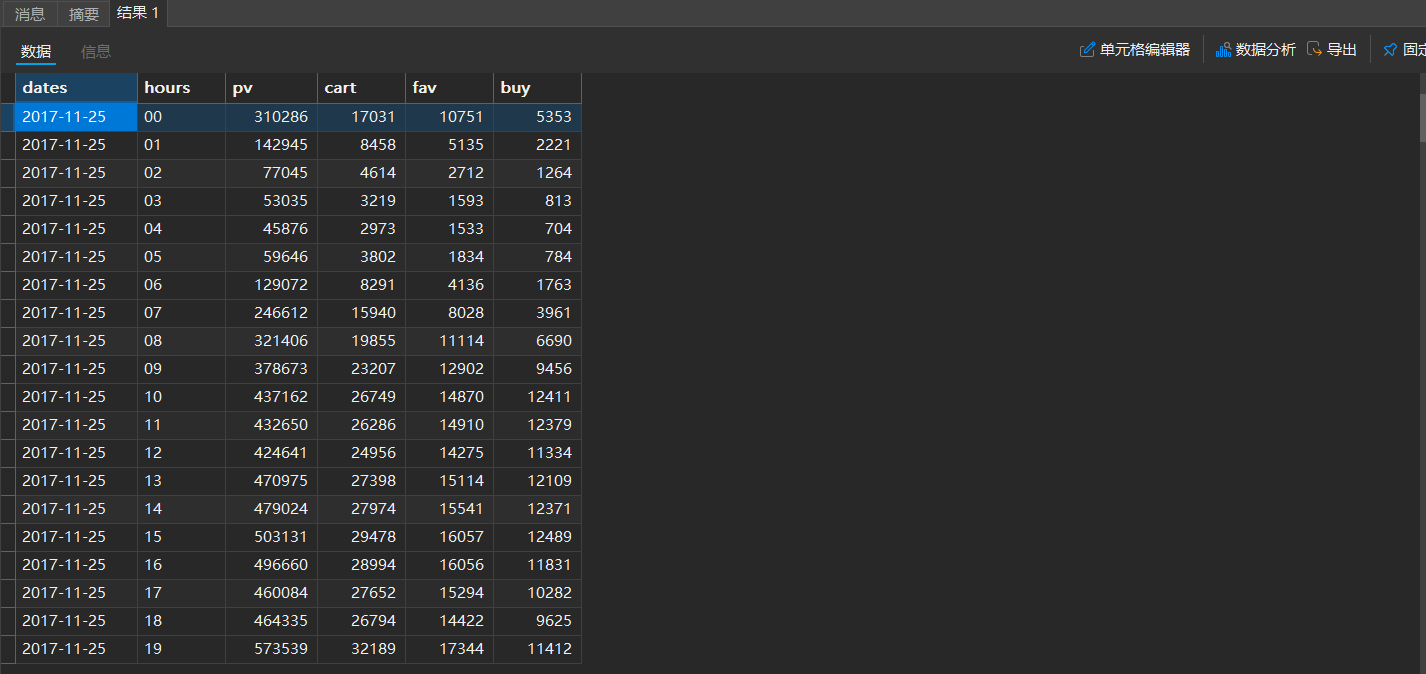 消息 摘要 结果 1
数据 信息 单元格编辑器 数据分析 导出 固定
dates hours pv cart fav buy
2017-11-25 00 310286 17031 10751 5353
2017-11-25 01 142945 8458 5135 2221
2017-11-25 02 77045 4614 2712 1264
2017-11-25 03 53035 3219 1593 813
2017-11-25 04 45876 2973 1533 704
2017-11-25 05 59646 3802 1834 784
2017-11-25 06 129072 8291 4136 1763
2017-11-25 07 246612 15940 8028 3961
2017-11-25 08 321406 19855 11114 6690
2017-11-25 09 378673 23207 12902 9456
2017-11-25 10 437162 26749 14870 12411
2017-11-25 11 432650 26286 14910 12379
2017-11-25 12 424641 24956 14275 11334
2017-11-25 13 470975 27398 15114 12109
2017-11-25 14 479024 27974 15541 12371
2017-11-25 15 503131 29478 16057 12489
2017-11-25 16 496660 28994 16056 11831
2017-11-25 17 460084 27652 15294 10282
2017-11-25 18 464335 26794 14422 9625
2017-11-25 19 573539 32189 17344 11412